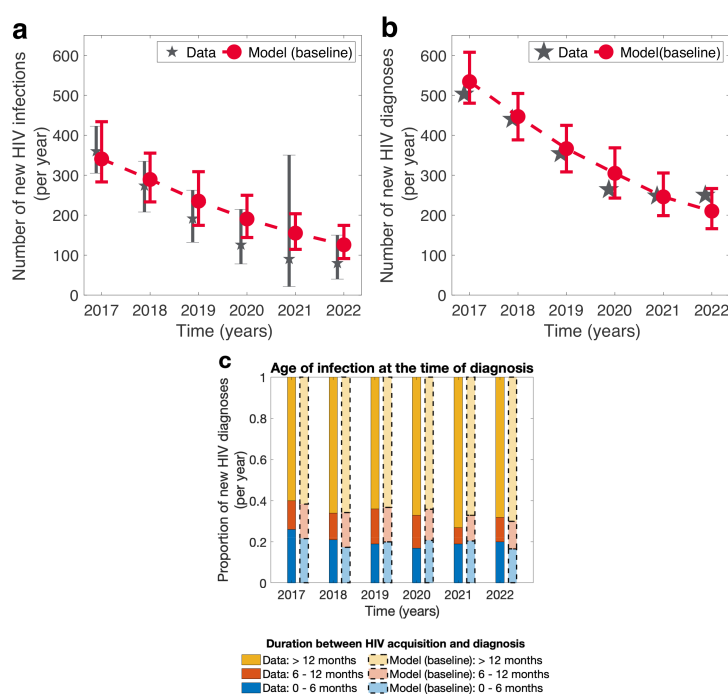 a
Data Model (baseline)
Number of new HIV infections
(per year)
600
500
400
300
200
100
0
2017 2018 2019 2020 2021 2022
Time (years)
b
Data Model(baseline)
Number of new HIV diagnoses
(per year)
600
500
400
300
200
100
0
2017 2018 2019 2020 2021 2022
Time (years)
c
Age of infection at the time of diagnosis
Proportion of new HIV diagnoses
(per year)
1
0.8
0.6
0.4
0.2
0
2017 2018 2019 2020 2021 2022
Time (years)
Duration between HIV acquisition and diagnosis
Data: > 12 months Model (baseline): > 12 months
Data: 6 - 12 months Model (baseline): 6 - 12 months
Data: 0 - 6 months Model (baseline): 0 - 6 months